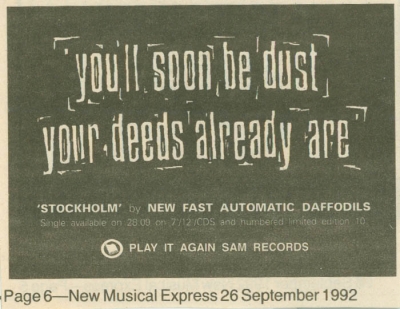 'you'll soon be dust
your deeds already are'
'STOCKHOLM' by NEW FAST AUTOMATIC DAFFODILS
Single available on 28.09 on 7"/12"/CDS and numbered limited edition 10.
PLAY IT AGAIN SAM RECORDS
Page 6—New Musical Express 26 September 1992